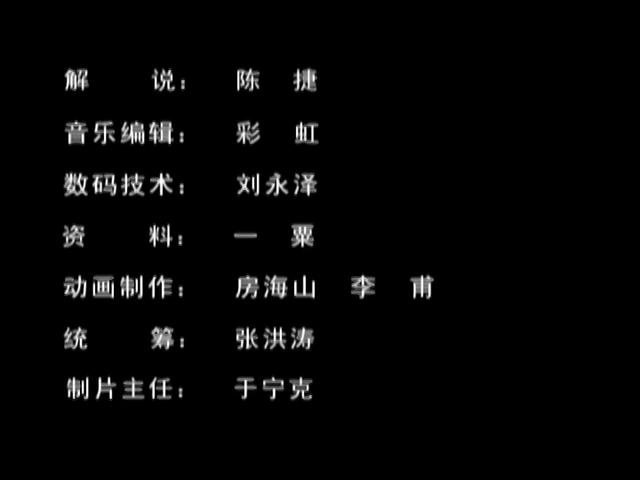 解　　说：　陈　捷
音乐编辑：　彩　虹
数码技术：　刘永泽
资　　料：　一　粟
动画制作：　房海山　李　甫
统　　筹：　张洪涛
制片主任：　于宁克